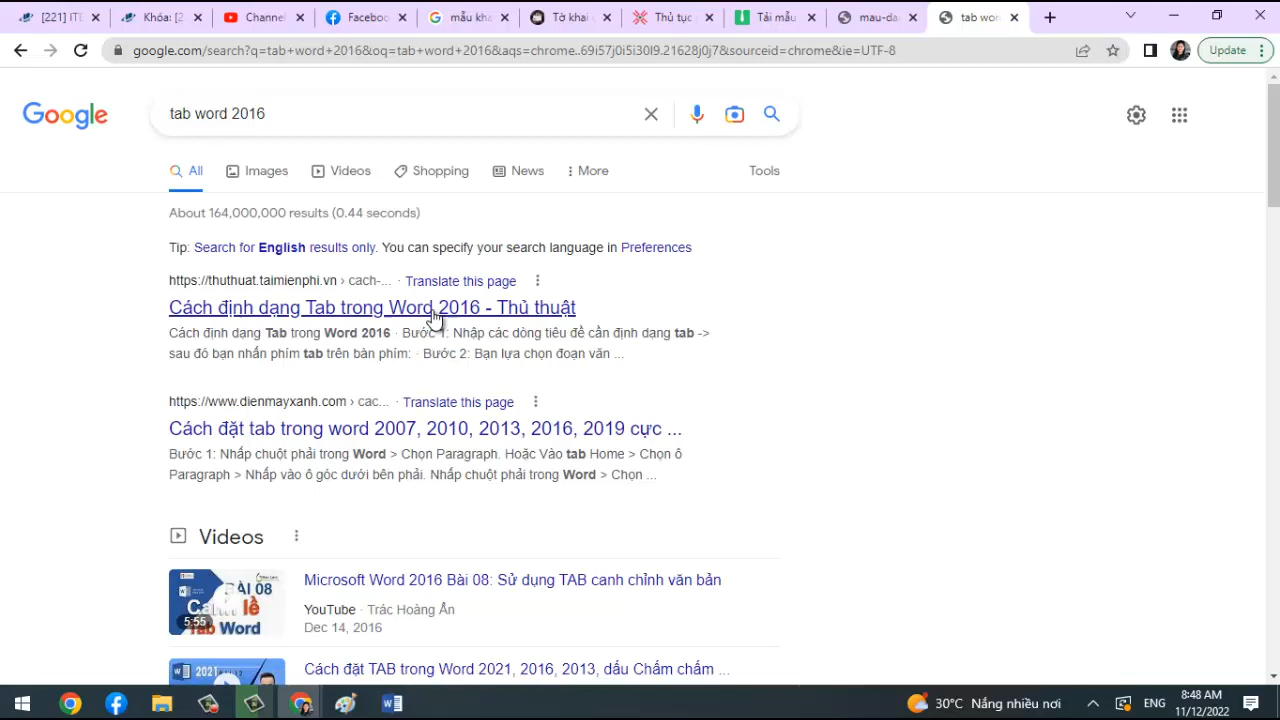 [221] ITE
Khóa: [2
Channel
Faceboo
mẫu kha
Tờ khai
Thủ tục
Tải mẫu
mau-da
tab wor
google.com/search?q=tab+word+2016&oq=tab+word+2016&aqs=chrome..69i57j0i5i30l9.21628j0j7&sourceid=chrome&ie=UTF-8
Update
Google
tab word 2016
All
Images
Videos
Shopping
News
More
Tools
About 164,000,000 results (0.44 seconds)
Tip: Search for English results only. You can specify your search language in Preferences
https://thuthuat.taimienphi.vn › cach-... · Translate this page
Cách định dạng Tab trong Word 2016 - Thủ thuật
Cách định dạng Tab trong Word 2016 · Bước 1: Nhập các dòng tiêu đề cần định dạng tab ->
sau đó bạn nhấn phím tab trên bàn phím: · Bước 2: Bạn lựa chọn đoạn văn ...
https://www.dienmayxanh.com › cac... · Translate this page
Cách đặt tab trong word 2007, 2010, 2013, 2016, 2019 cực ...
Bước 1: Nhấp chuột phải trong Word > Chọn Paragraph. Hoặc Vào tab Home > Chọn ô
Paragraph > Nhấp vào ô góc dưới bên phải. Nhấp chuột phải trong Word > Chọn ...
Videos
BÀI 08
Canh lề
Tab Word
5:55
Microsoft Word 2016 Bài 08: Sử dụng TAB canh chỉnh văn bản
YouTube · Trác Hoàng Ẩn
Dec 14, 2016
2021
Cách đặt TAB trong Word 2021, 2016, 2013, dấu Chấm chấm ...
30°C Nắng nhiều nơi
ENG
8:48 AM
11/12/2022